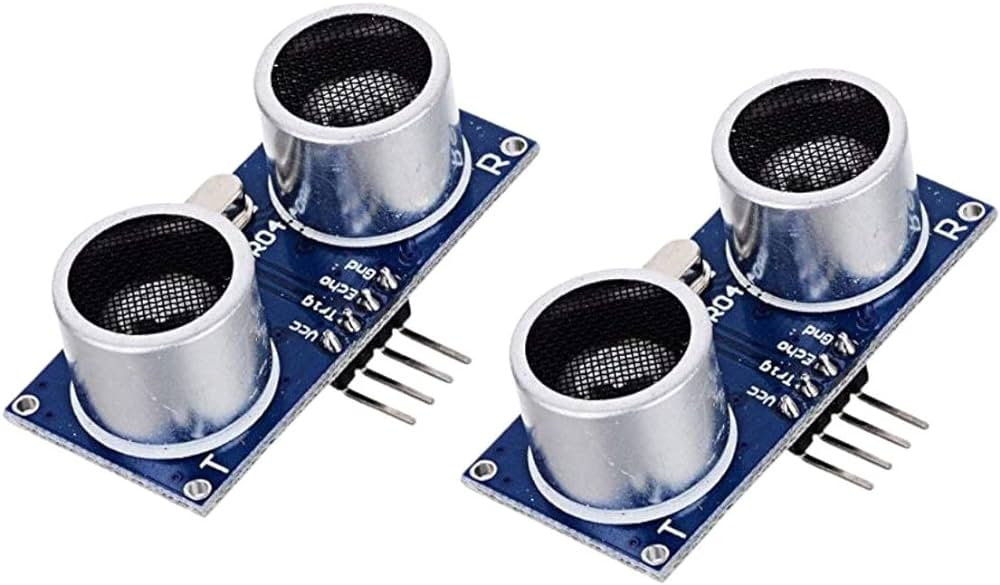 R
R04
Gnd
Echo
Trig
Vcc
T
R
R04
Gnd
Echo
Trig
Vcc
T